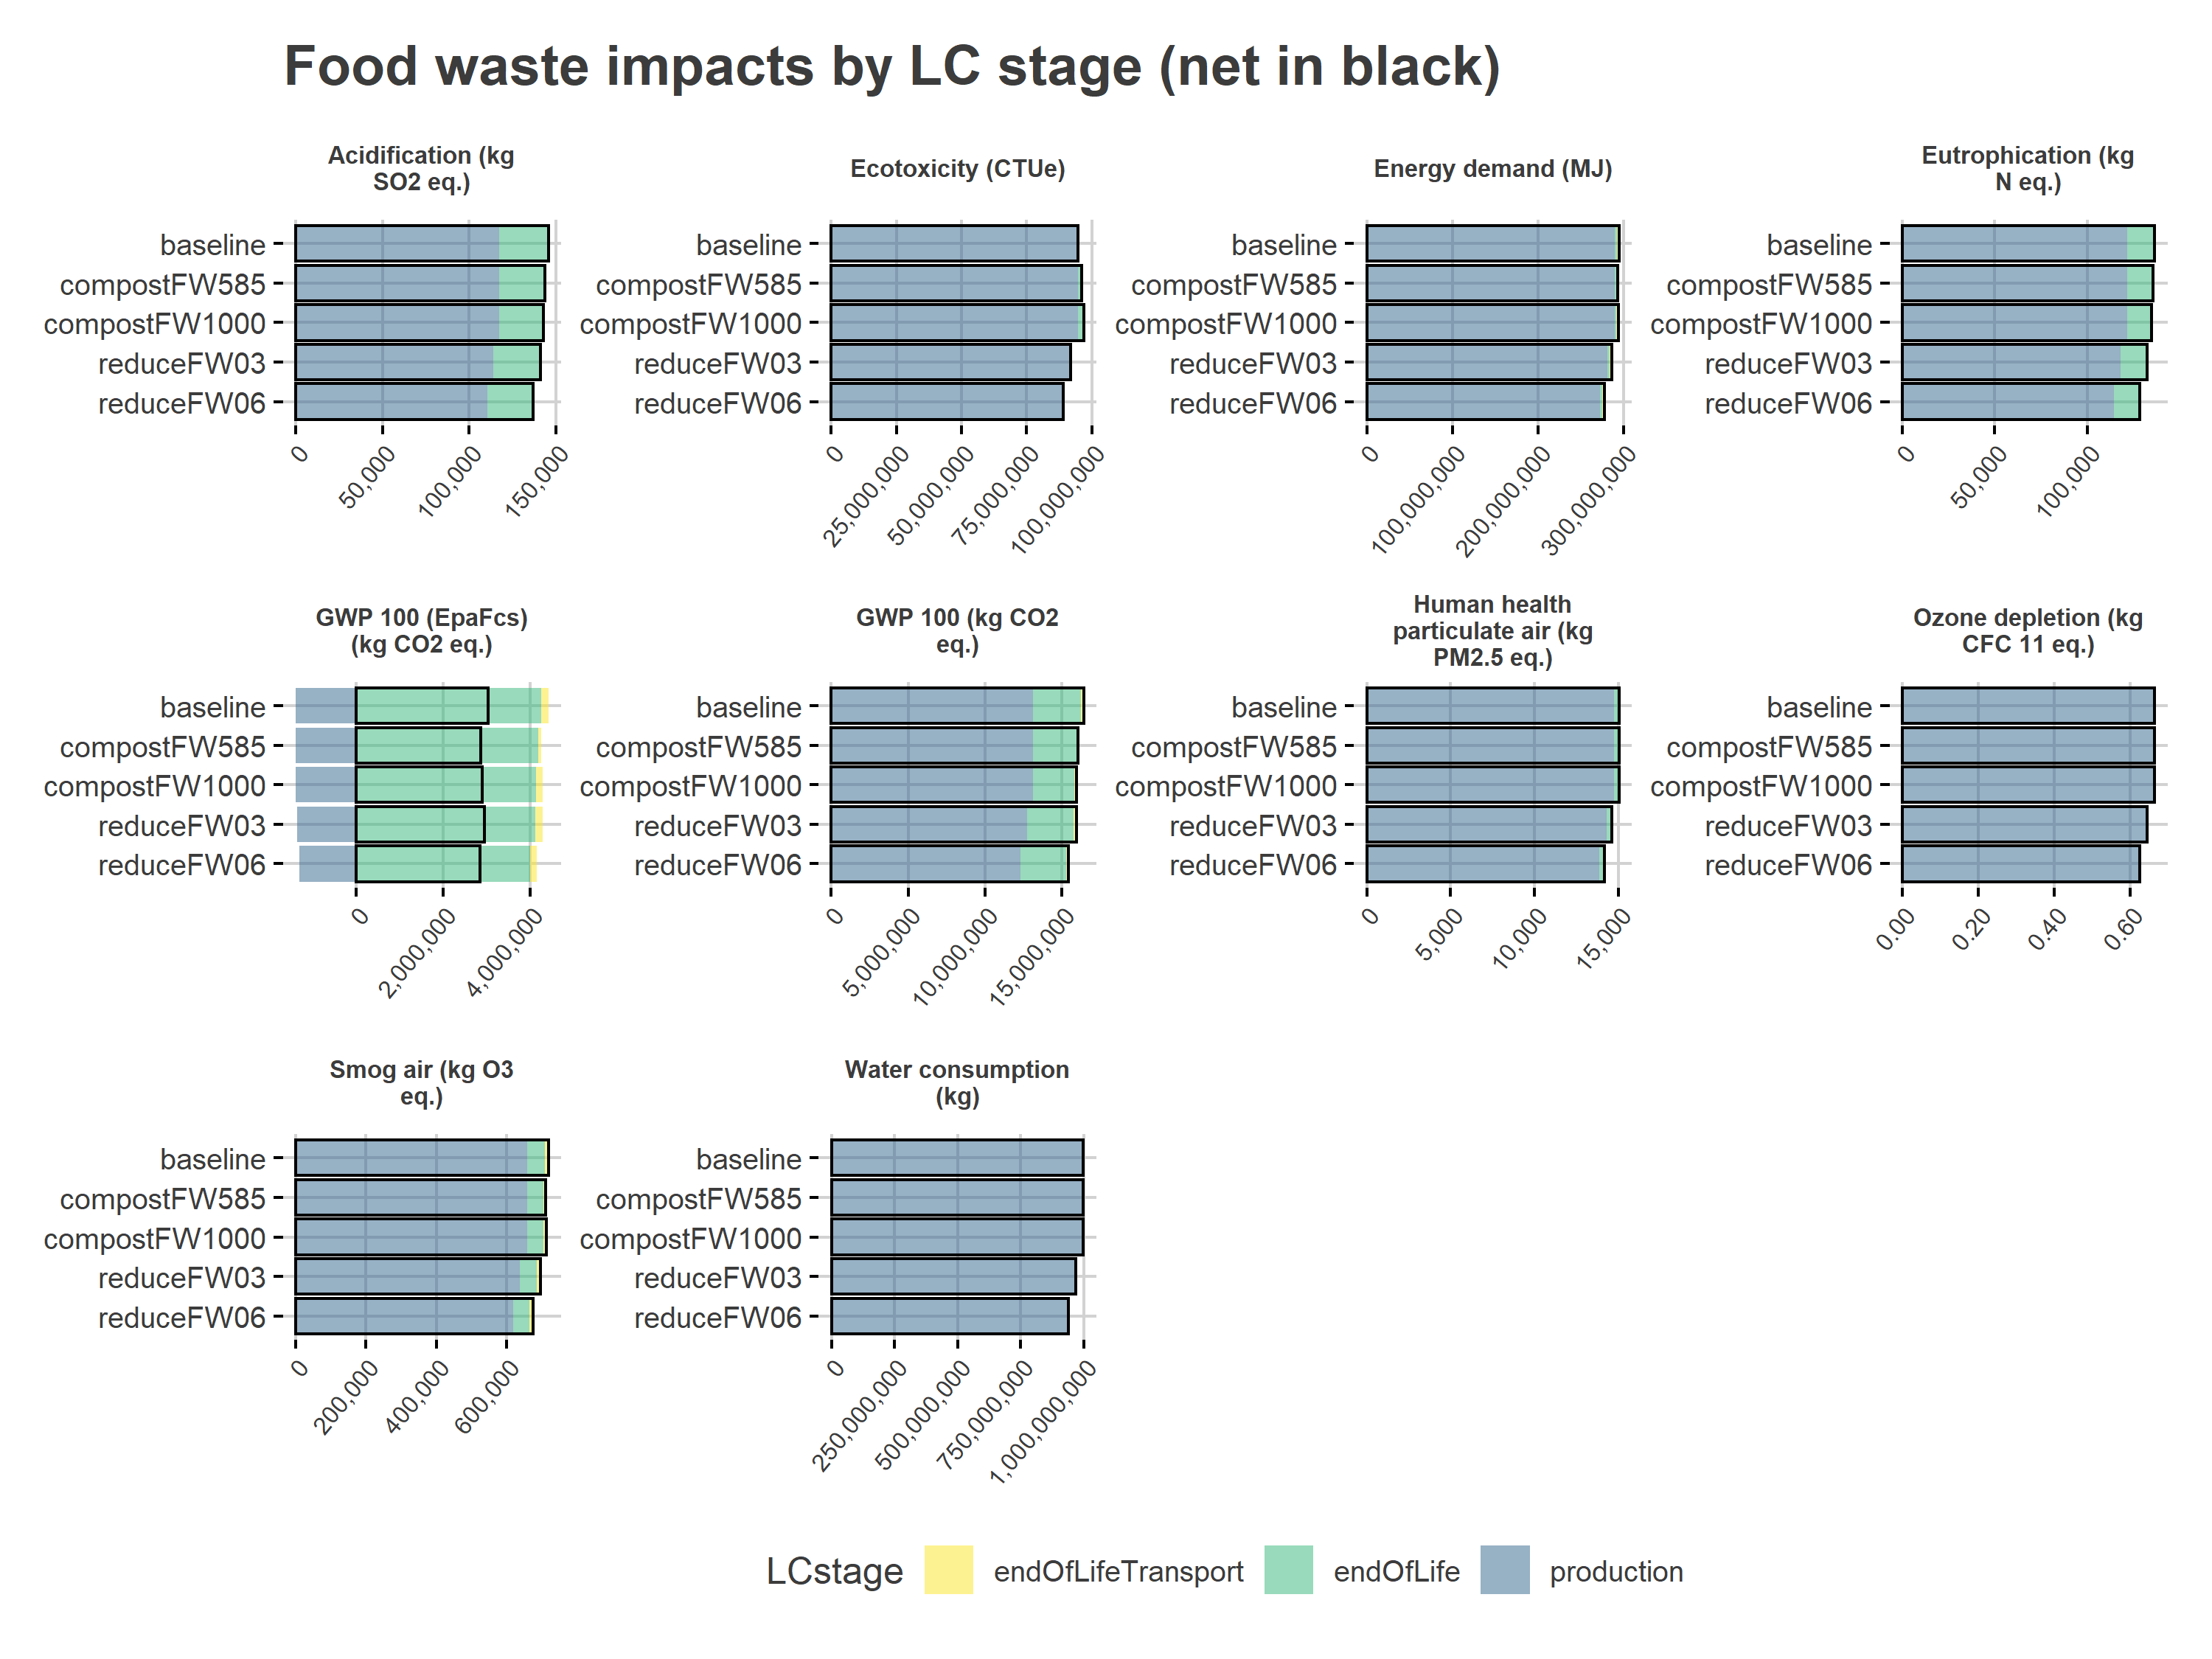 Food waste impacts by LC stage (net in black)
Acidification (kg
SO2 eq.)
baseline
compostFW585
compostFW1000
reduceFW03
reduceFW06
0
50,000
100,000
150,000
Ecotoxicity (CTUe)
baseline
compostFW585
compostFW1000
reduceFW03
reduceFW06
0
25,000,000
50,000,000
75,000,000
100,000,000
Energy demand (MJ)
baseline
compostFW585
compostFW1000
reduceFW03
reduceFW06
0
100,000,000
200,000,000
300,000,000
Eutrophication (kg
N eq.)
baseline
compostFW585
compostFW1000
reduceFW03
reduceFW06
0
50,000
100,000
GWP 100 (EpaFcs)
(kg CO2 eq.)
baseline
compostFW585
compostFW1000
reduceFW03
reduceFW06
0
2,000,000
4,000,000
GWP 100 (kg CO2
eq.)
baseline
compostFW585
compostFW1000
reduceFW03
reduceFW06
0
5,000,000
10,000,000
15,000,000
Human health
particulate air (kg
PM2.5 eq.)
baseline
compostFW585
compostFW1000
reduceFW03
reduceFW06
0
5,000
10,000
15,000
Ozone depletion (kg
CFC 11 eq.)
baseline
compostFW585
compostFW1000
reduceFW03
reduceFW06
0.00
0.20
0.40
0.60
Smog air (kg O3
eq.)
baseline
compostFW585
compostFW1000
reduceFW03
reduceFW06
0
200,000
400,000
600,000
Water consumption
(kg)
baseline
compostFW585
compostFW1000
reduceFW03
reduceFW06
0
250,000,000
500,000,000
750,000,000
1,000,000,000
LCstage endOfLifeTransport endOfLife production